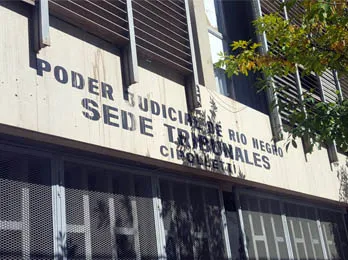 PODER JUDICIAL DE RIO NEGRO
SEDE TRIBUNALES
CIPOLLETTI